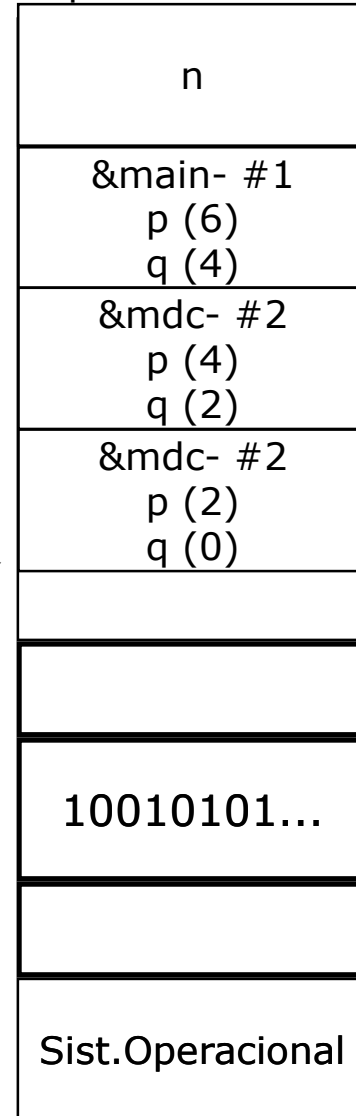 n
&main- #1
p (6)
q (4)
&mdc- #2
p (4)
q (2)
&mdc- #2
p (2)
q (0)
10010101...
Sist.Operacional